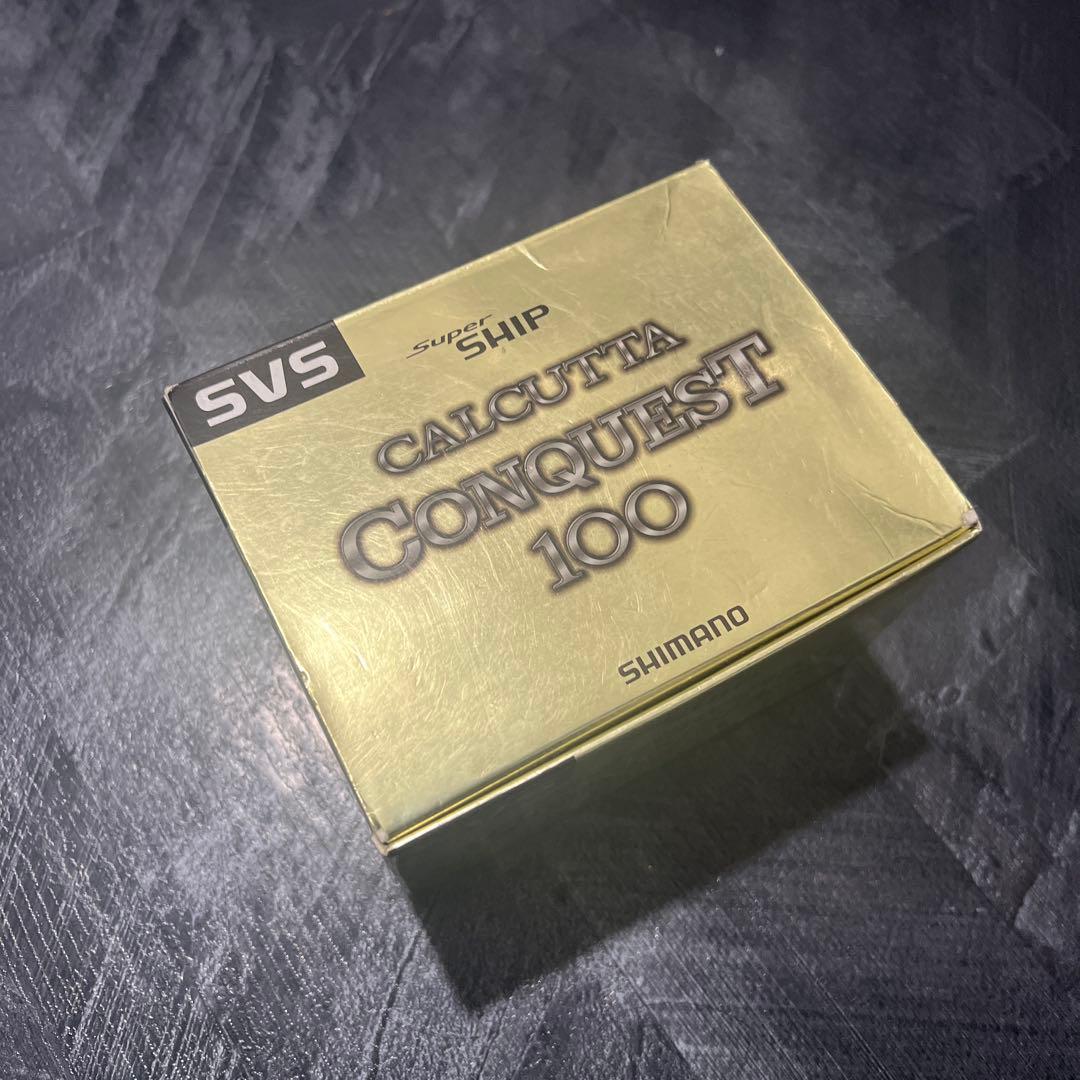 SVS
Super
SHIP
CALCUTTA
CONQUEST
100
SHIMANO